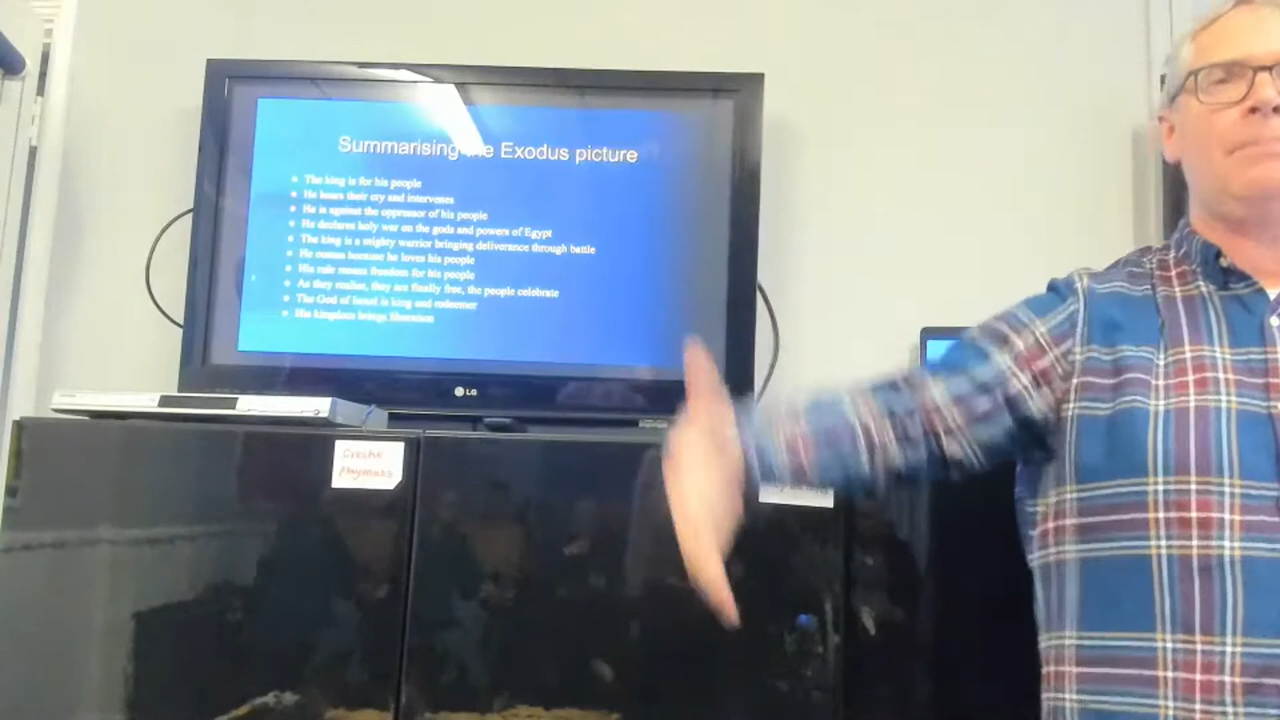 Summarising the Exodus picture
The king is for his people
He hears their cry and intervenes
He is against the oppressor of his people
He declares holy war on the gods and powers of Egypt
The king is a mighty warrior bringing deliverance through battle
He comes because he loves his people
His rule means freedom for his people
As they realise, they are finally free, the people celebrate
The God of Israel is king and redeemer
His kingdom brings liberation
LG
Creche
Playmats